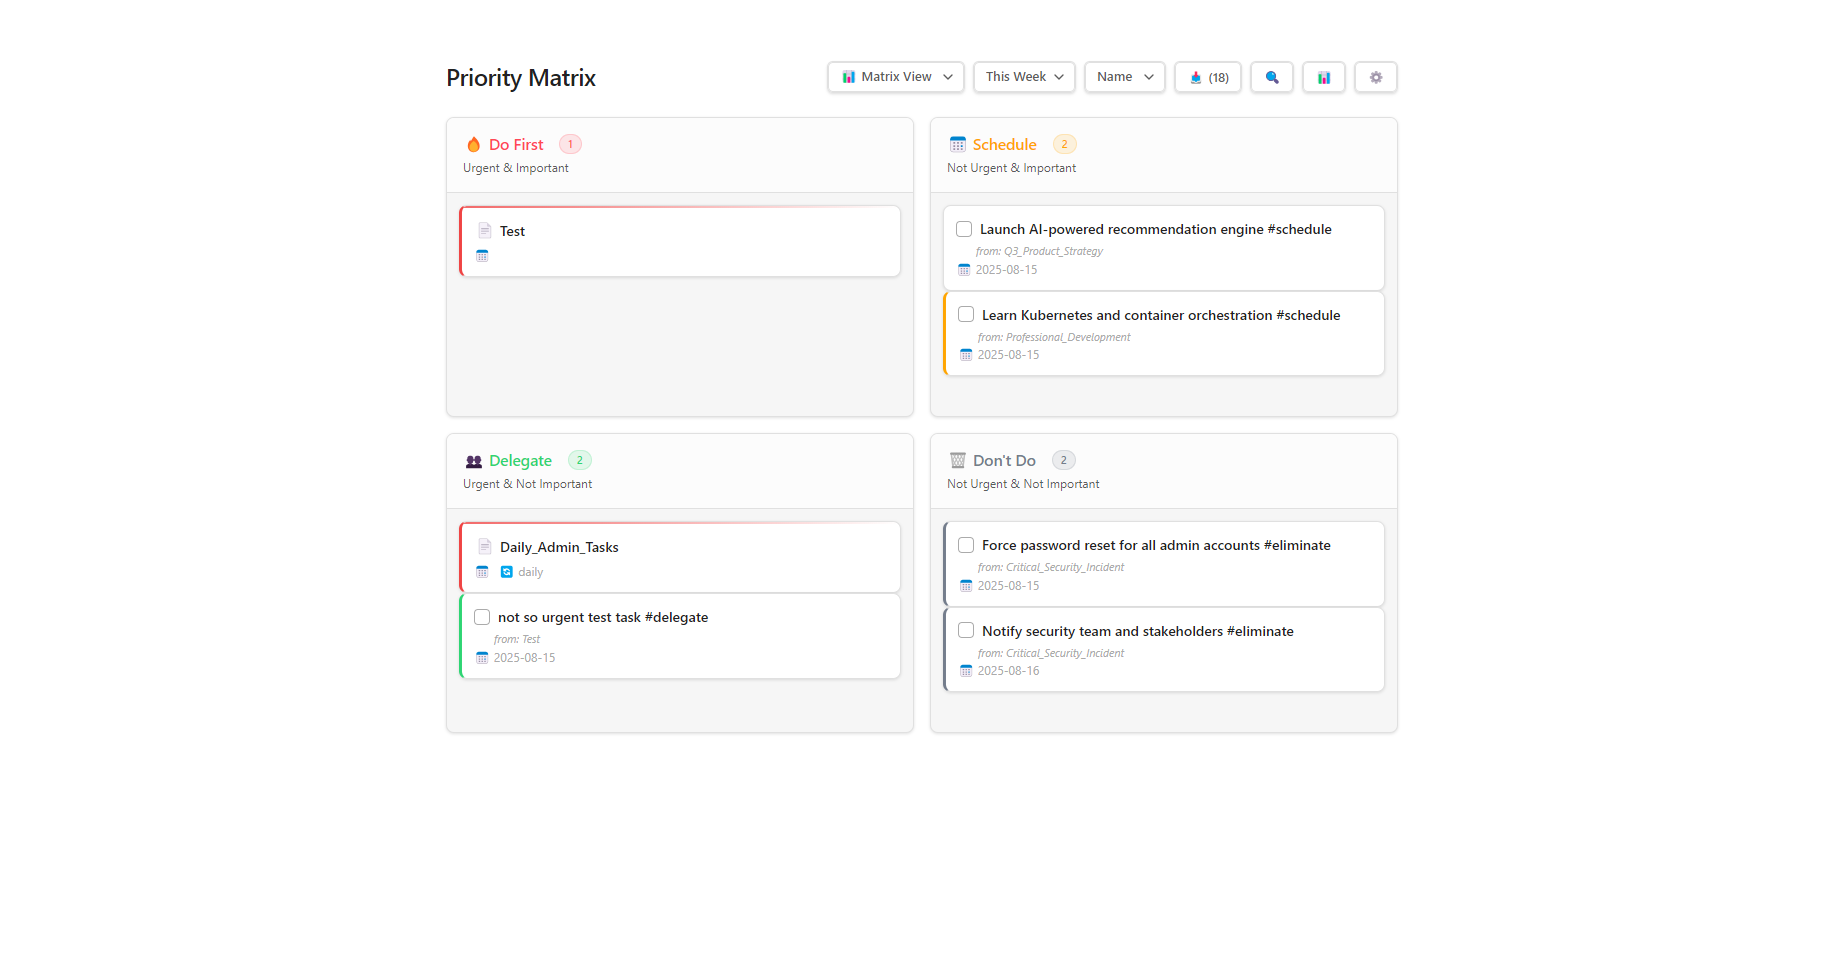 Priority Matrix
Matrix View
This Week
Name
(18)
Do First 1
Urgent & Important
Test
Schedule 2
Not Urgent & Important
Launch AI-powered recommendation engine #schedule
from: Q3_Product_Strategy
2025-08-15
Learn Kubernetes and container orchestration #schedule
from: Professional_Development
2025-08-15
Delegate 2
Urgent & Not Important
Daily_Admin_Tasks
daily
not so urgent test task #delegate
from: Test
2025-08-15
Don't Do 2
Not Urgent & Not Important
Force password reset for all admin accounts #eliminate
from: Critical_Security_Incident
2025-08-15
Notify security team and stakeholders #eliminate
from: Critical_Security_Incident
2025-08-16